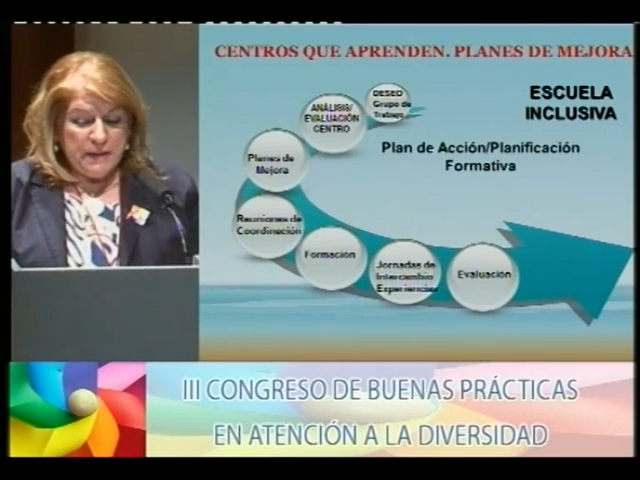 CENTROS QUE APRENDEN. PLANES DE MEJORA
ESCUELA
INCLUSIVA
DESEO
Grupo de
Trabajo
ANÁLISIS/
EVALUACIÓN
CENTRO
Plan de Acción/Planificación
Formativa
Planes de
Mejora
Reuniones de
Coordinación
Formación
Jornadas de
Intercambio
Experiencias
Evaluación
III CONGRESO DE BUENAS PRÁCTICAS
EN ATENCIÓN A LA DIVERSIDAD